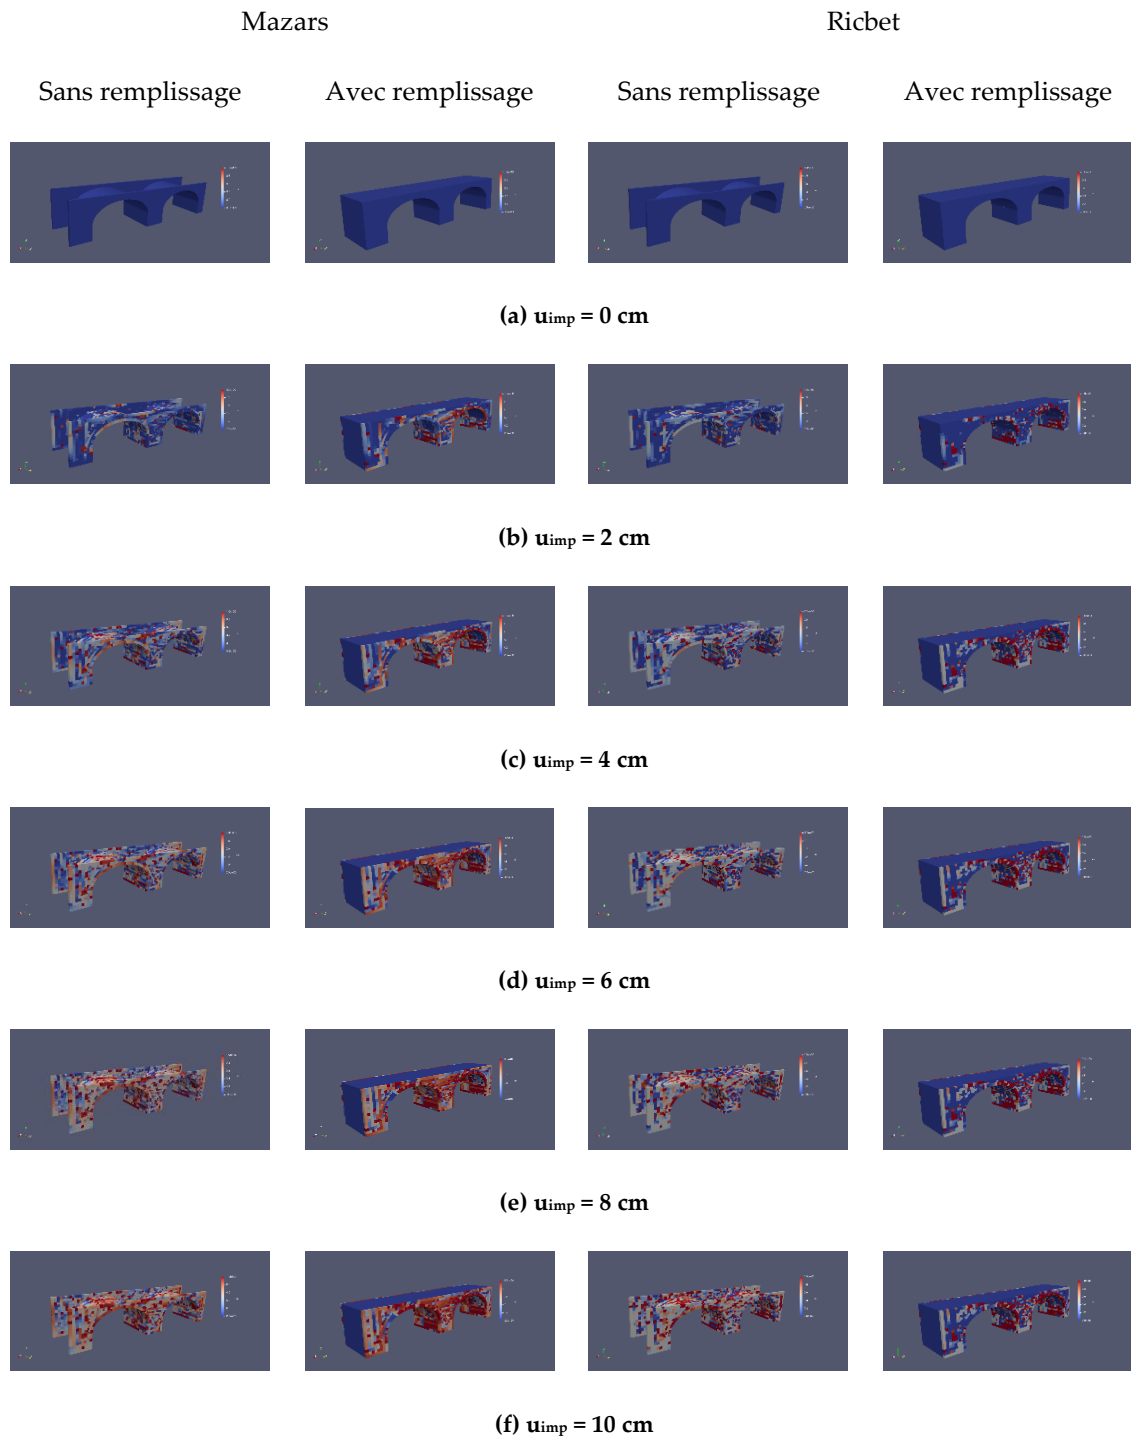 Mazars Ricbet
Sans remplissage Avec remplissage Sans remplissage Avec remplissage
(a) uimp = 0 cm
(b) uimp = 2 cm
(c) uimp = 4 cm
(d) uimp = 6 cm
(e) uimp = 8 cm
(f) uimp = 10 cm